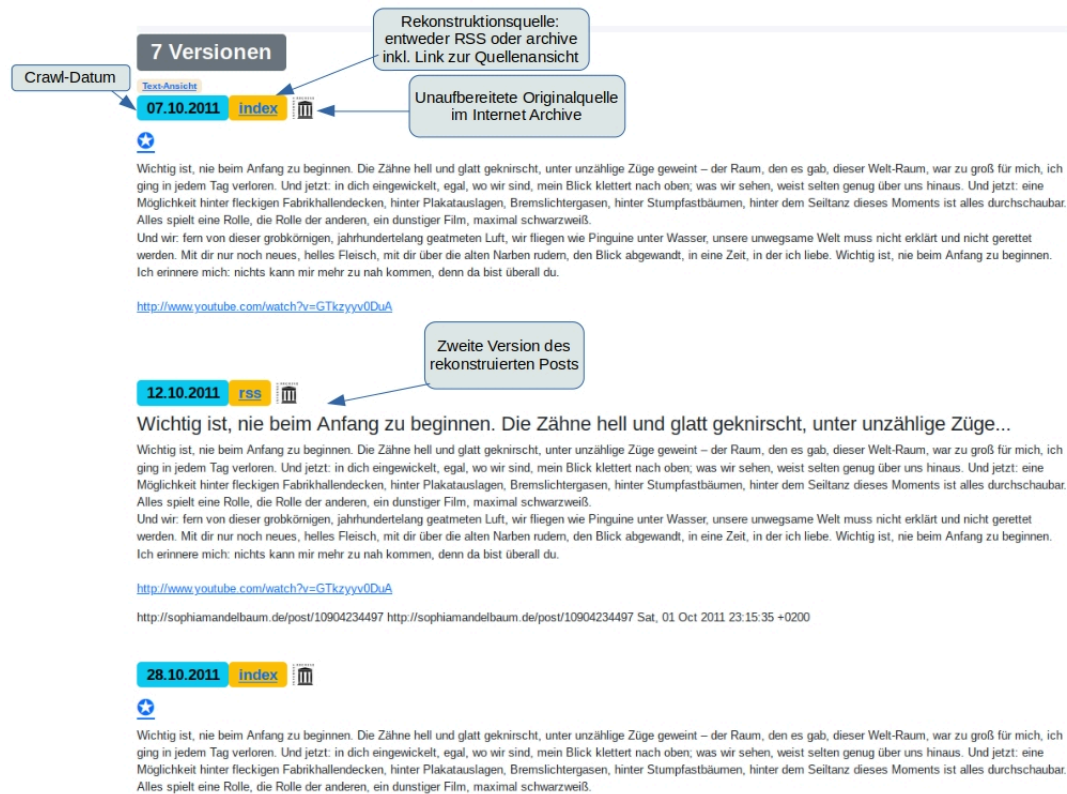 Rekonstruktionsquelle:
entweder RSS oder archive
inkl. Link zur Quellenansicht
7 Versionen
Crawl-Datum
Text-Ansicht
Unaufbereitete Originalquelle
im Internet Archive
07.10.2011 index
Wichtig ist, nie beim Anfang zu beginnen. Die Zähne hell und glatt geknirscht, unter unzählige Züge geweint – der Raum, den es gab, dieser Welt-Raum, war zu groß für mich, ich
ging in jedem Tag verloren. Und jetzt: in dich eingewickelt, egal, wo wir sind, mein Blick klettert nach oben; was wir sehen, weist selten genug über uns hinaus. Und jetzt: eine
Möglichkeit hinter fleckigen Fabrikhallendecken, hinter Plakatauslagen, Bremslichtergasen, hinter Stumpfastbäumen, hinter dem Seiltanz dieses Moments ist alles durchschaubar.
Alles spielt eine Rolle, die Rolle der anderen, ein dunstiger Film, maximal schwarzweiß.
Und wir: fern von dieser grobkörnigen, jahrhundertelang geatmeten Luft, wir fliegen wie Pinguine unter Wasser, unsere unwegsame Welt muss nicht erklärt und nicht gerettet
werden. Mit dir nur noch neues, helles Fleisch, mit dir über die alten Narben rudern, den Blick abgewandt, in eine Zeit, in der ich liebe. Wichtig ist, nie beim Anfang zu beginnen.
Ich erinnere mich: nichts kann mir mehr zu nah kommen, denn da bist überall du.
http://www.youtube.com/watch?v=GTkzyyv0DuA
Zweite Version des
rekonstruierten Posts
12.10.2011 rss
Wichtig ist, nie beim Anfang zu beginnen. Die Zähne hell und glatt geknirscht, unter unzählige Züge...
Wichtig ist, nie beim Anfang zu beginnen. Die Zähne hell und glatt geknirscht, unter unzählige Züge geweint – der Raum, den es gab, dieser Welt-Raum, war zu groß für mich, ich
ging in jedem Tag verloren. Und jetzt: in dich eingewickelt, egal, wo wir sind, mein Blick klettert nach oben; was wir sehen, weist selten genug über uns hinaus. Und jetzt: eine
Möglichkeit hinter fleckigen Fabrikhallendecken, hinter Plakatauslagen, Bremslichtergasen, hinter Stumpfastbäumen, hinter dem Seiltanz dieses Moments ist alles durchschaubar.
Alles spielt eine Rolle, die Rolle der anderen, ein dunstiger Film, maximal schwarzweiß.
Und wir: fern von dieser grobkörnigen, jahrhundertelang geatmeten Luft, wir fliegen wie Pinguine unter Wasser, unsere unwegsame Welt muss nicht erklärt und nicht gerettet
werden. Mit dir nur noch neues, helles Fleisch, mit dir über die alten Narben rudern, den Blick abgewandt, in eine Zeit, in der ich liebe. Wichtig ist, nie beim Anfang zu beginnen.
Ich erinnere mich: nichts kann mir mehr zu nah kommen, denn da bist überall du.
http://www.youtube.com/watch?v=GTkzyyv0DuA
http://sophiamandelbaum.de/post/10904234497 http://sophiamandelbaum.de/post/10904234497 Sat, 01 Oct 2011 23:15:35 +0200
28.10.2011 index
Wichtig ist, nie beim Anfang zu beginnen. Die Zähne hell und glatt geknirscht, unter unzählige Züge geweint – der Raum, den es gab, dieser Welt-Raum, war zu groß für mich, ich
ging in jedem Tag verloren. Und jetzt: in dich eingewickelt, egal, wo wir sind, mein Blick klettert nach oben; was wir sehen, weist selten genug über uns hinaus. Und jetzt: eine
Möglichkeit hinter fleckigen Fabrikhallendecken, hinter Plakatauslagen, Bremslichtergasen, hinter Stumpfastbäumen, hinter dem Seiltanz dieses Moments ist alles durchschaubar.
Alles spielt eine Rolle, die Rolle der anderen, ein dunstiger Film, maximal schwarzweiß.